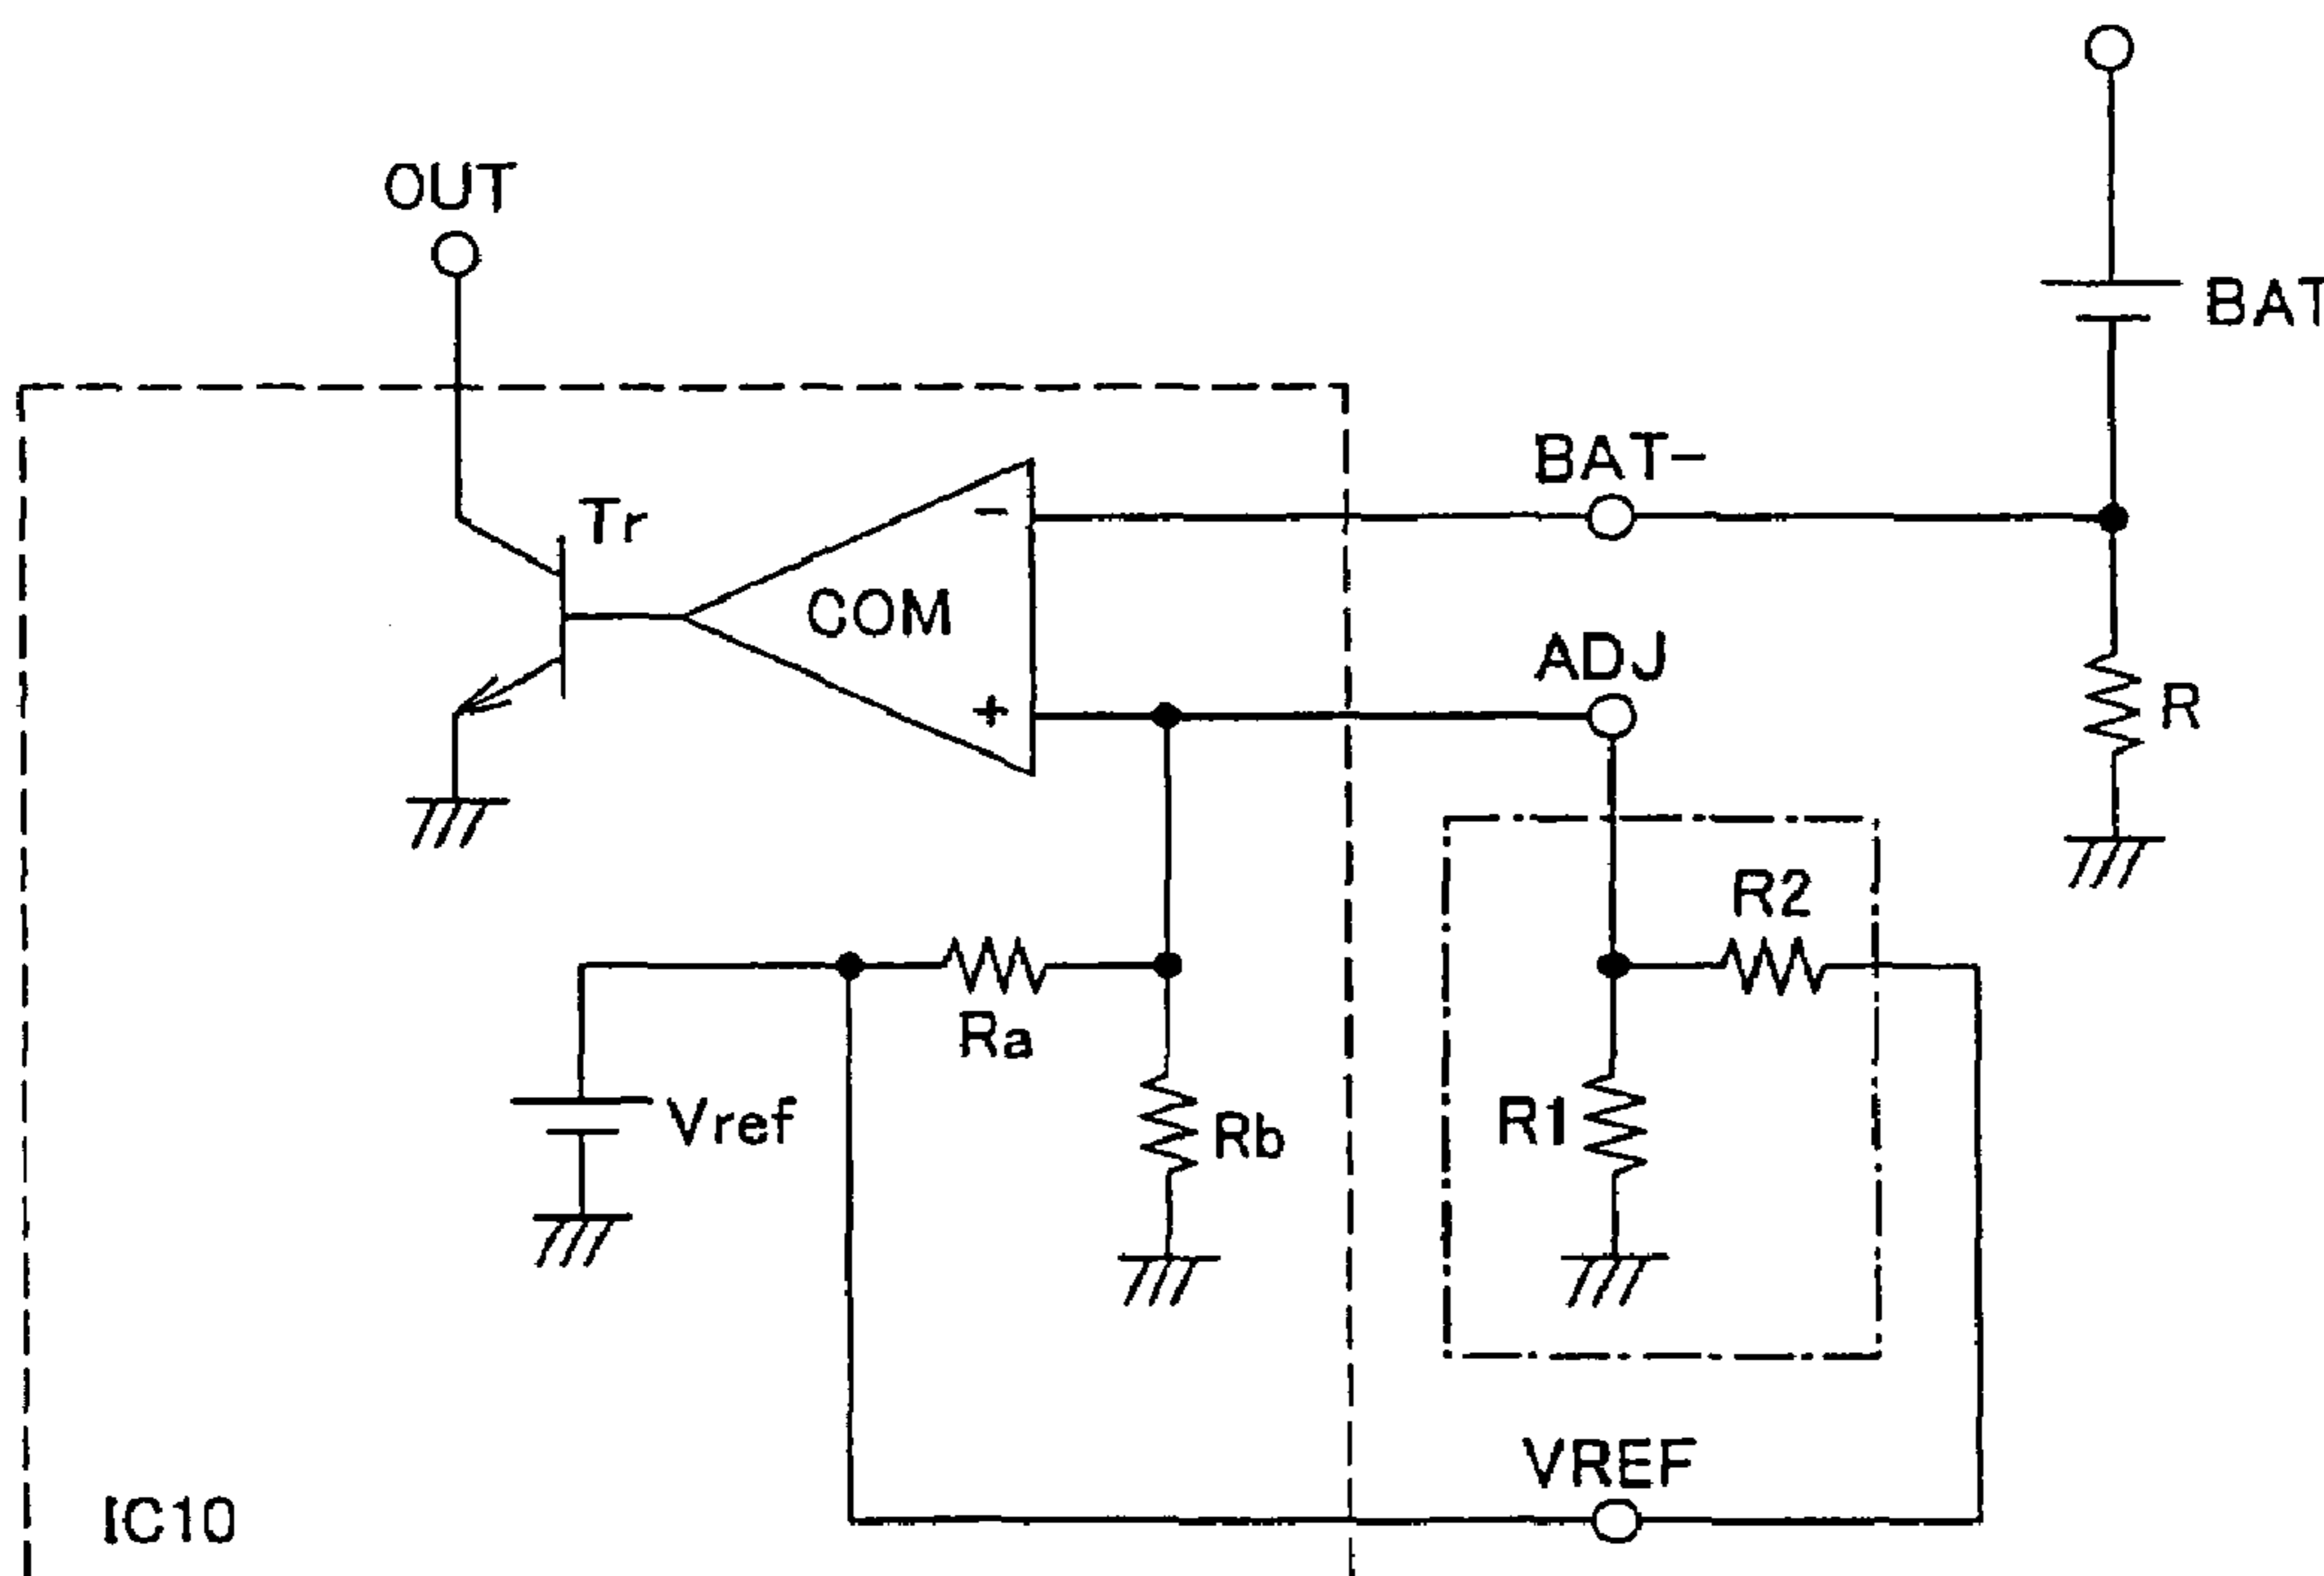 OUT
BAT
Tr
BAT-
-
COM
ADJ
+
R
R2
Ra
Vref
Rb
R1
VREF
IC10